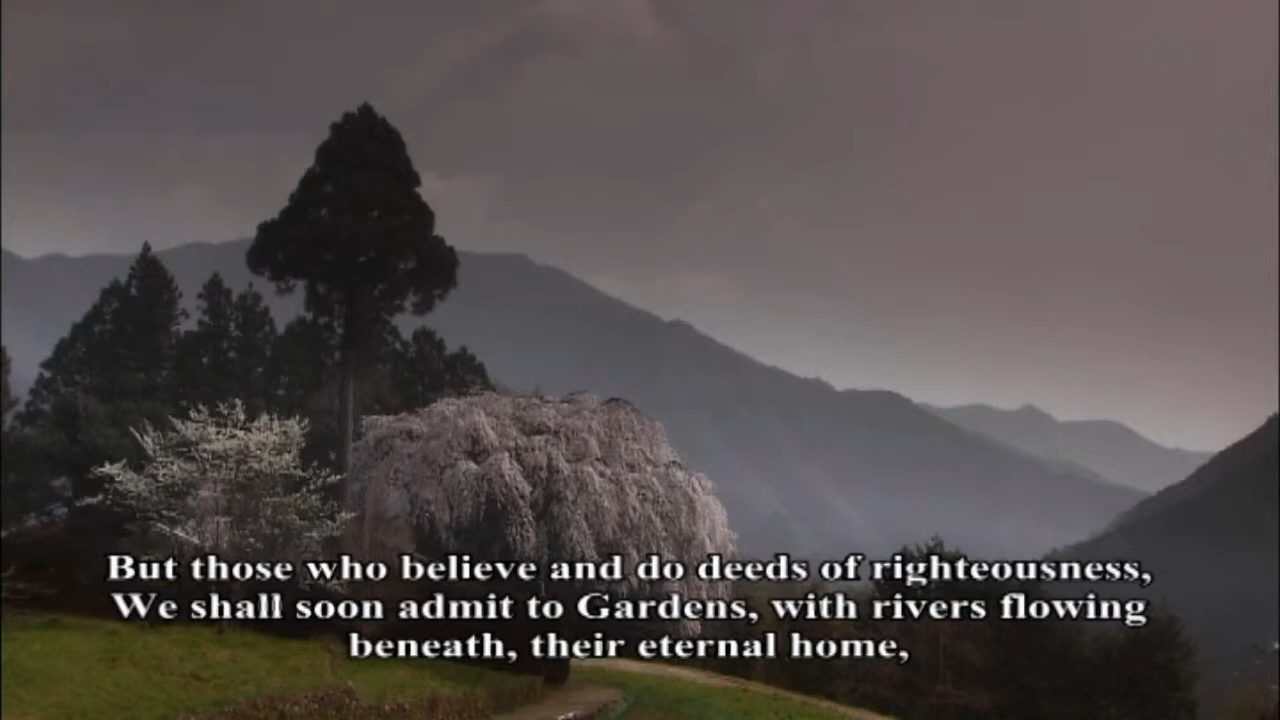 But those who believe and do deeds of righteousness,
We shall soon admit to Gardens, with rivers flowing
beneath, their eternal home,